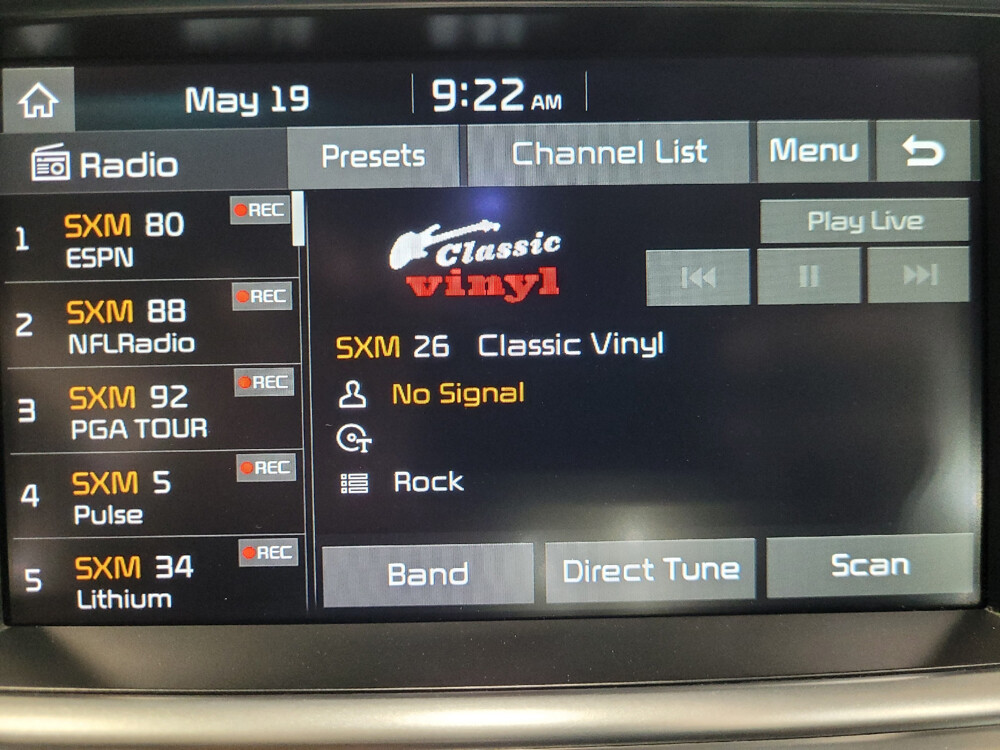 May 19
9:22 AM
Radio
Presets
Channel List
Menu
1 SXM 80 REC
ESPN
2 SXM 88 REC
NFLRadio
3 SXM 92 REC
PGA TOUR
4 SXM 5 REC
Pulse
5 SXM 34 REC
Lithium
Classic
vinyl
Play Live
SXM 26 Classic Vinyl
No Signal
T
Rock
Band
Direct Tune
Scan